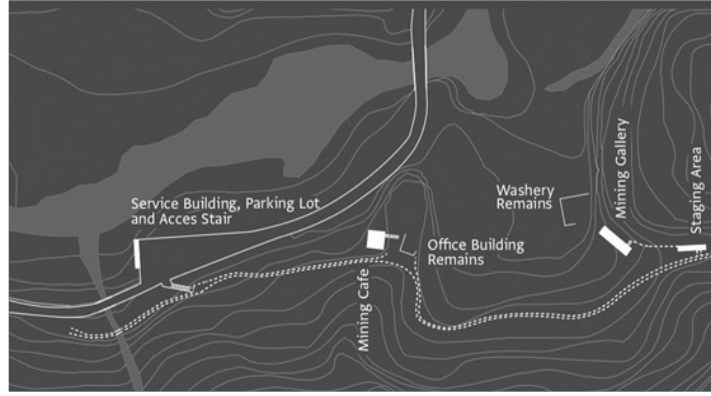 Service Building, Parking Lot
and Acces Stair
Mining Cafe
Office Building
Remains
Washery
Remains
Mining Gallery
Staging Area